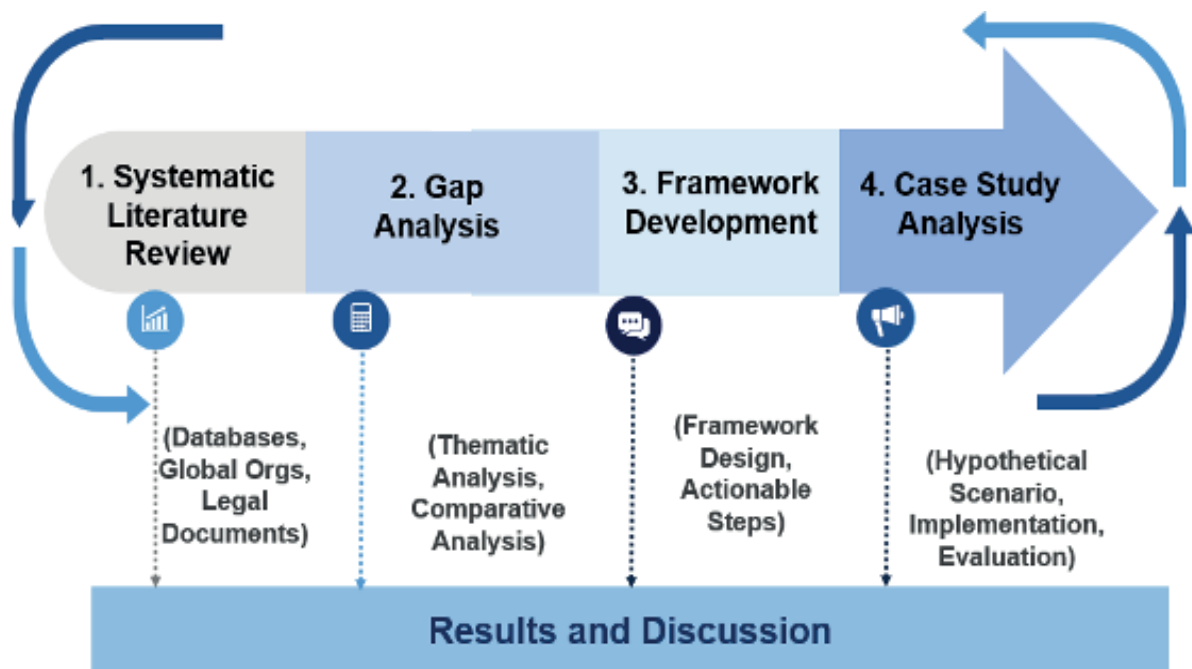 1. Systematic
Literature
Review
2. Gap
Analysis
3. Framework
Development
4. Case Study
Analysis
(Databases,
Global Orgs,
Legal
Documents)
(Thematic
Analysis,
Comparative
Analysis)
(Framework
Design,
Actionable
Steps)
(Hypothetical
Scenario,
Implementation,
Evaluation)
Results and Discussion